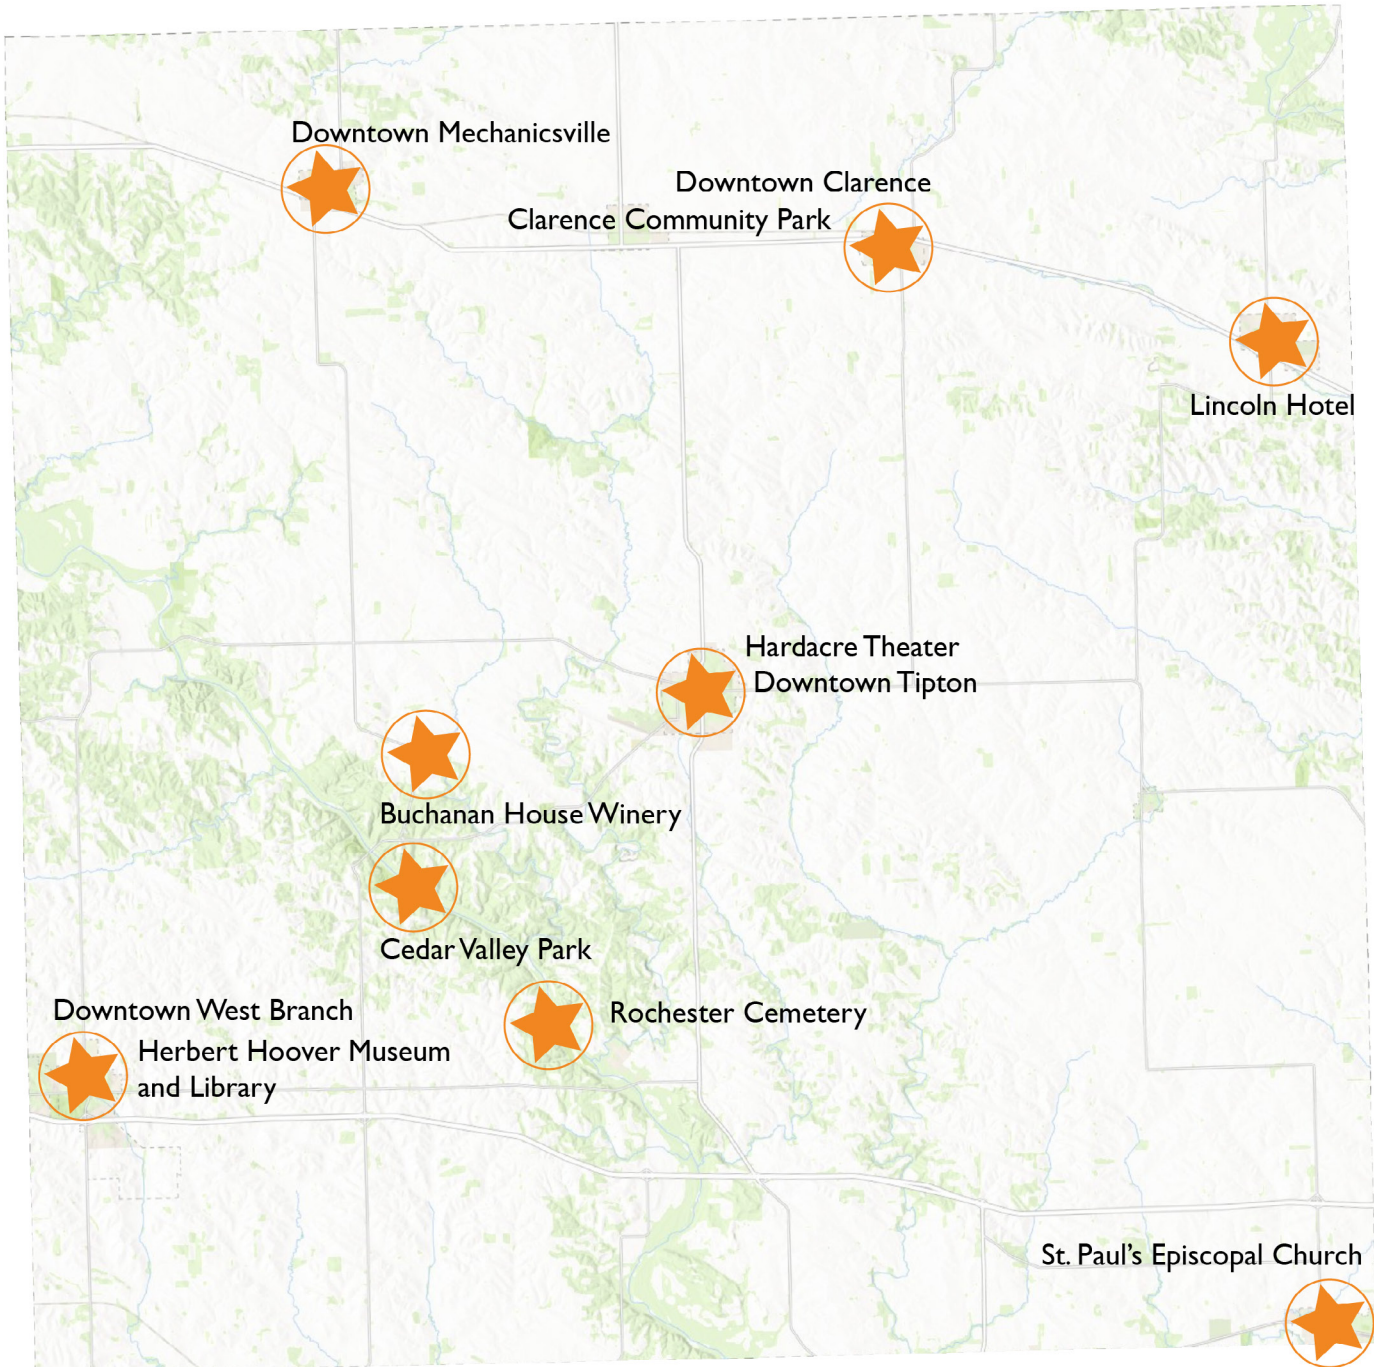 Downtown Mechanicsville
Downtown Clarence
Clarence Community Park
Lincoln Hotel
Hardacre Theater
Downtown Tipton
Buchanan House Winery
Cedar Valley Park
Downtown West Branch
Rochester Cemetery
Herbert Hoover Museum
and Library
St. Paul’s Episcopal Church